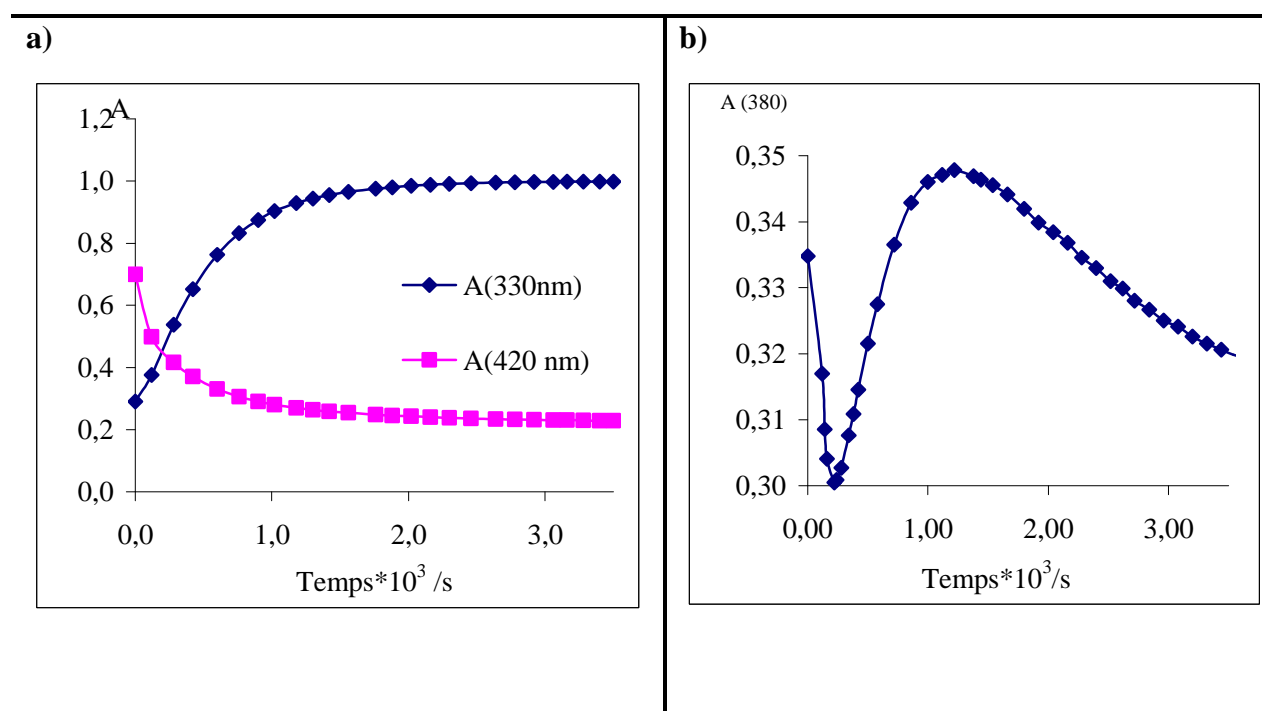 a)
A
1,2
1,0
0,8
0,6
0,4
0,2
0,0
A(330nm)
A(420 nm)
0,0 1,0 2,0 3,0
Temps*10³ /s
b)
A (380)
0,35
0,34
0,33
0,32
0,31
0,30
0,00 1,00 2,00 3,00
Temps*10³/s